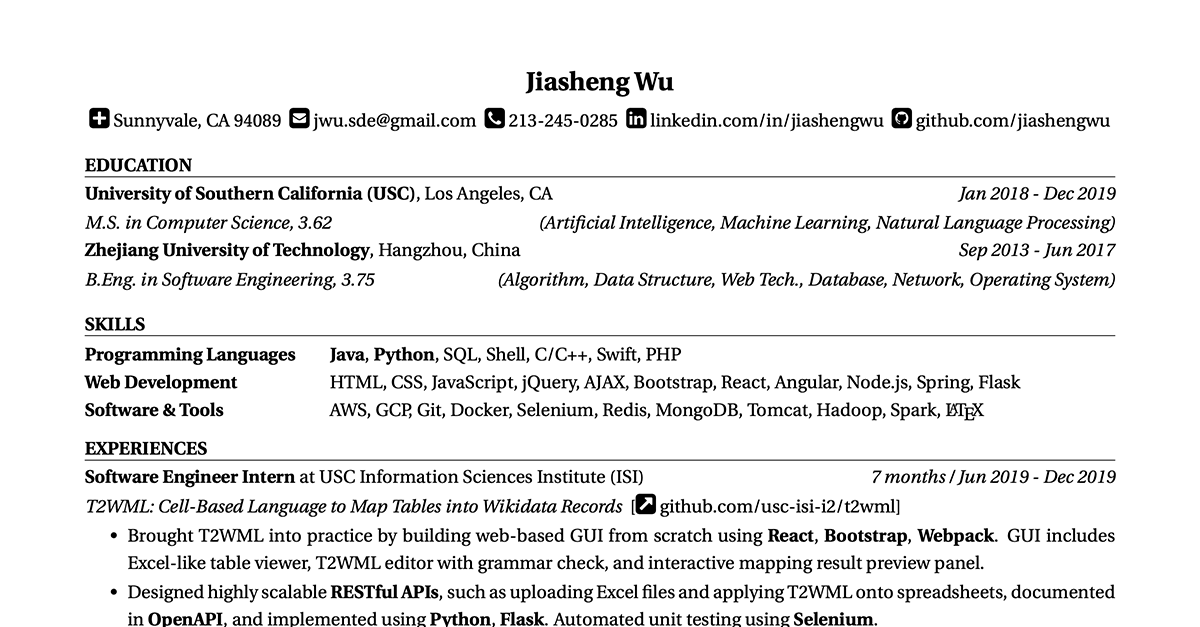 Jiasheng Wu
Sunnyvale, CA 94089 jwu.sde@gmail.com 213-245-0285 linkedin.com/in/jiashengwu github.com/jiashengwu
EDUCATION
University of Southern California (USC), Los Angeles, CA Jan 2018 - Dec 2019
M.S. in Computer Science, 3.62 (Artificial Intelligence, Machine Learning, Natural Language Processing)
Zhejiang University of Technology, Hangzhou, China Sep 2013 - Jun 2017
B.Eng. in Software Engineering, 3.75 (Algorithm, Data Structure, Web Tech., Database, Network, Operating System)
SKILLS
Programming Languages Java, Python, SQL, Shell, C/C++, Swift, PHP
Web Development HTML, CSS, JavaScript, jQuery, AJAX, Bootstrap, React, Angular, Node.js, Spring, Flask
Software & Tools AWS, GCP, Git, Docker, Selenium, Redis, MongoDB, Tomcat, Hadoop, Spark, LATEX
EXPERIENCES
Software Engineer Intern at USC Information Sciences Institute (ISI) 7 months / Jun 2019 - Dec 2019
T2WML: Cell-Based Language to Map Tables into Wikidata Records [github.com/usc-isi-i2/t2wml]
• Brought T2WML into practice by building web-based GUI from scratch using React, Bootstrap, Webpack. GUI includes
Excel-like table viewer, T2WML editor with grammar check, and interactive mapping result preview panel.
• Designed highly scalable RESTful APIs, such as uploading Excel files and applying T2WML onto spreadsheets, documented
in OpenAPI, and implemented using Python, Flask. Automated unit testing using Selenium.